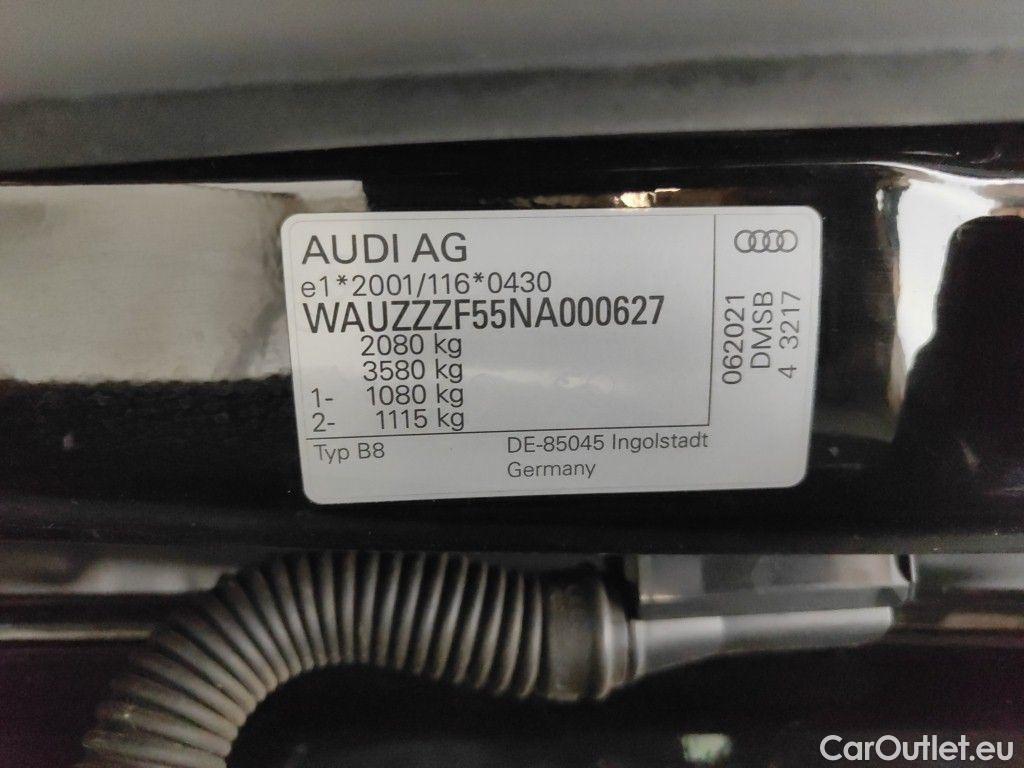 AUDI AG
e1*2001/116*0430
WAUZZZF55NA000627
2080 kg
3580 kg
1- 1080 kg
2- 1115 kg
Typ B8
DE-85045 Ingolstadt
Germany
062021
DMSB
4 3217
CarOutlet.eu